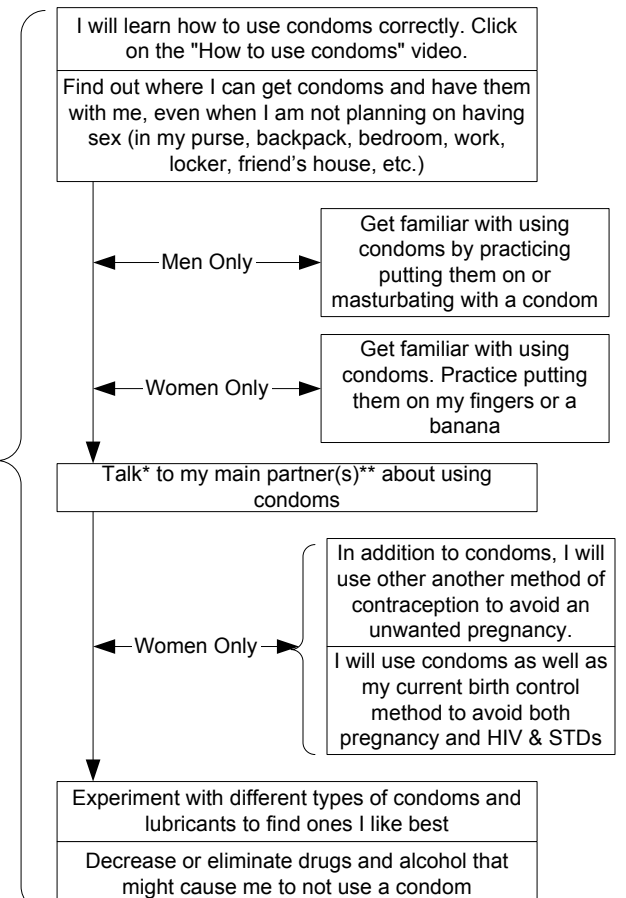 I will learn how to use condoms correctly. Click
on the "How to use condoms" video.
Find out where I can get condoms and have them
with me, even when I am not planning on having
sex (in my purse, backpack, bedroom, work,
locker, friend's house, etc.)
Men Only
Get familiar with using
condoms by practicing
putting them on or
masturbating with a condom
Women Only
Get familiar with using
condoms. Practice putting
them on my fingers or a
banana
Talk* to my main partner(s)** about using
condoms
Women Only
In addition to condoms, I will
use other another method of
contraception to avoid an
unwanted pregnancy.
I will use condoms as well as
my current birth control
method to avoid both
pregnancy and HIV & STDs
Experiment with different types of condoms and
lubricants to find ones I like best
Decrease or eliminate drugs and alcohol that
might cause me to not use a condom